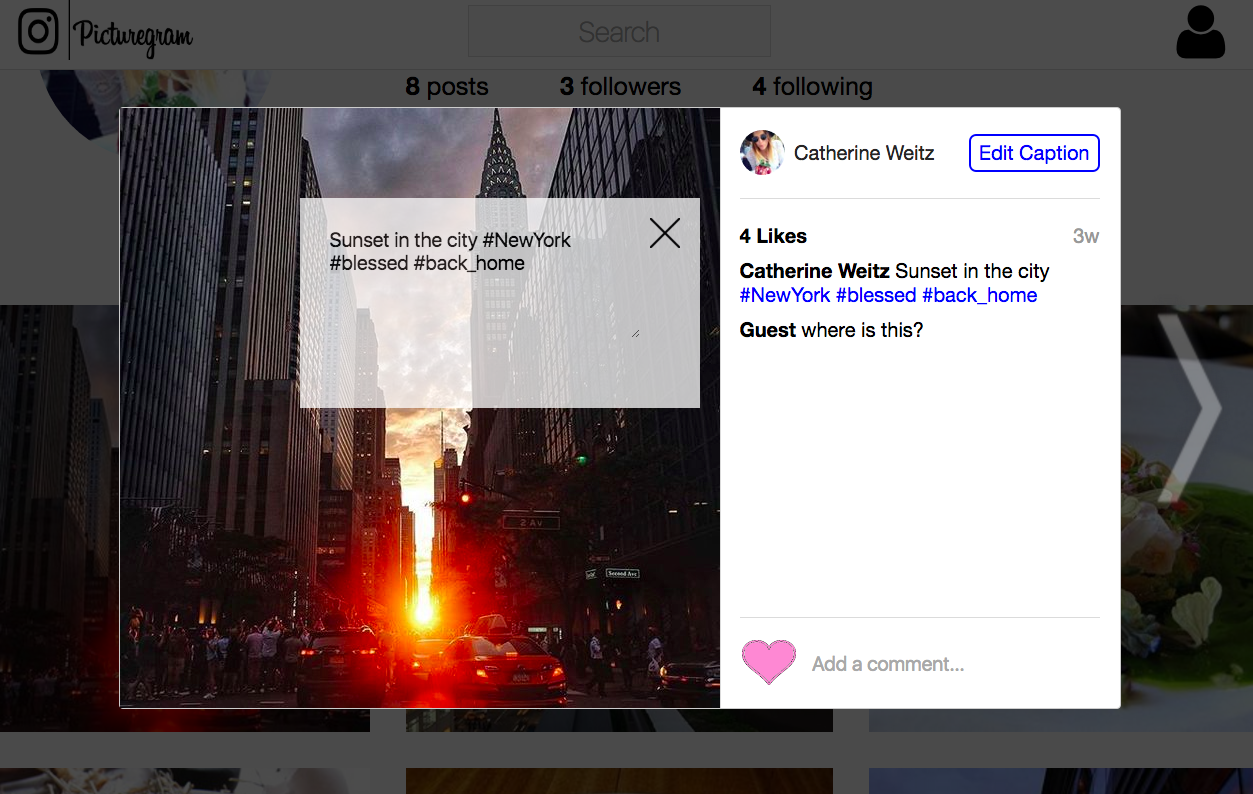 Picturegram
Search
8 posts 3 followers 4 following
Catherine Weitz
Edit Caption
Sunset in the city #NewYork
#blessed #back_home
4 Likes 3w
Catherine Weitz Sunset in the city
#NewYork #blessed #back_home
Guest where is this?
2 Av
Second Ave
Add a comment...